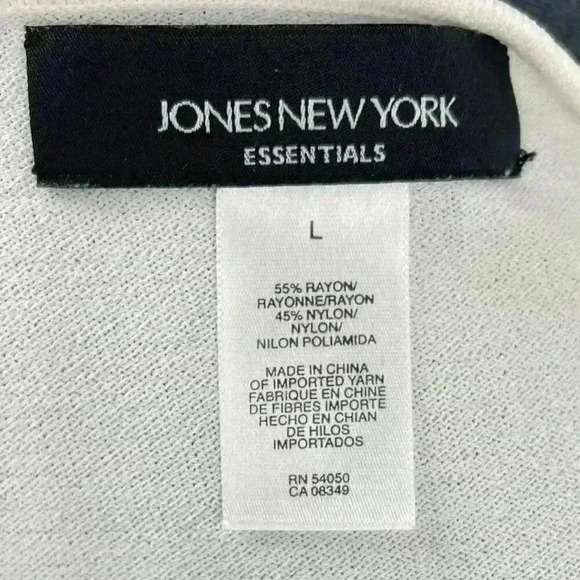 JONES NEW YORK
ESSENTIALS
L
55% RAYON/
RAYONNE/RAYON
45% NYLON/
NYLON/
NILON POLIAMIDA
MADE IN CHINA
OF IMPORTED YARN
FABRIQUE EN CHINE
DE FIBRES IMPORTE
HECHO EN CHIAN
DE HILOS
IMPORTADOS
RN 54050
CA 08349